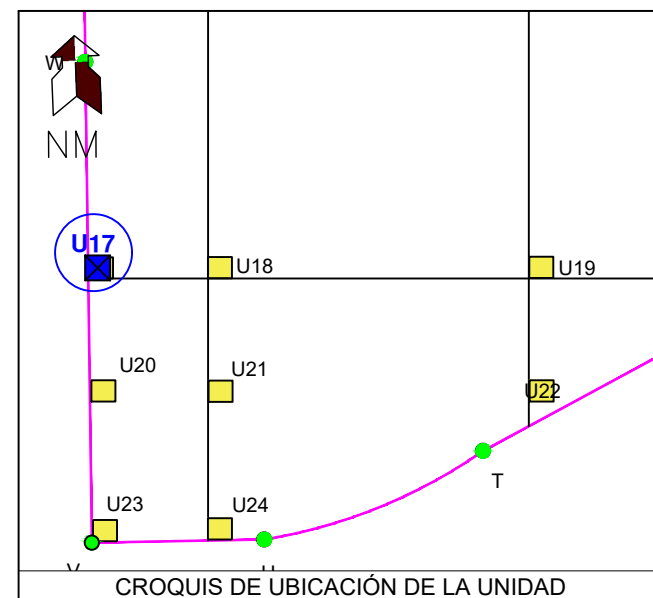 W
NM
U17
U18
U19
U20
U21
U22
T
U23
U24
CROQUIS DE UBICACIÓN DE LA UNIDAD